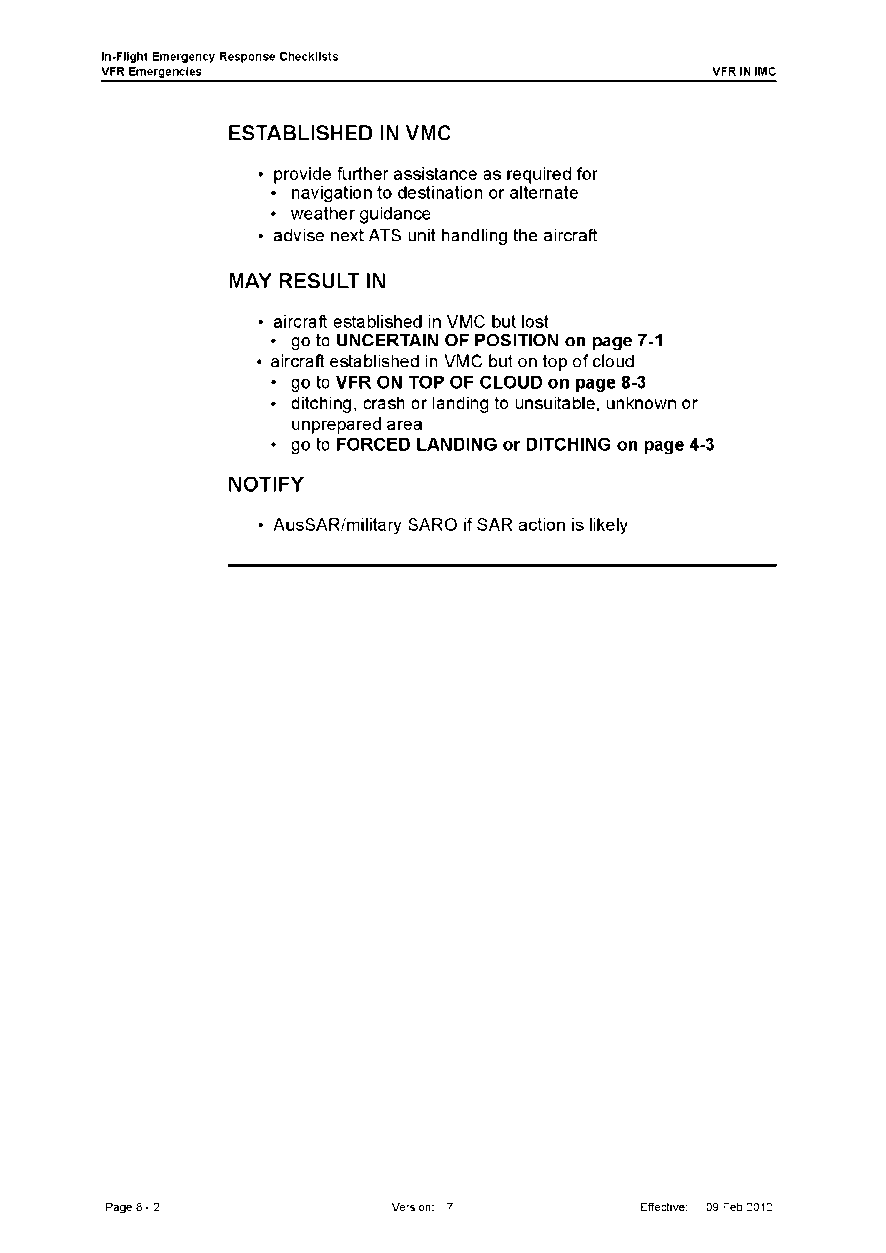 In-Flight Emergency Response Checklists
VFR Emergencies VFR IN IMC
ESTABLISHED IN VMC
• provide further assistance as required for
• navigation to destination or alternate
• weather guidance
• advise next ATS unit handling the aircraft
MAY RESULT IN
• aircraft established in VMC but lost
• go to UNCERTAIN OF POSITION on page 7-1
• aircraft established in VMC but on top of cloud
• go to VFR ON TOP OF CLOUD on page 8-3
• ditching, crash or landing to unsuitable, unknown or
unprepared area
• go to FORCED LANDING or DITCHING on page 4-3
NOTIFY
• AusSAR/military SARO if SAR action is likely
Page 8 - 2 Version: 7 Effective: 09 Feb 2012